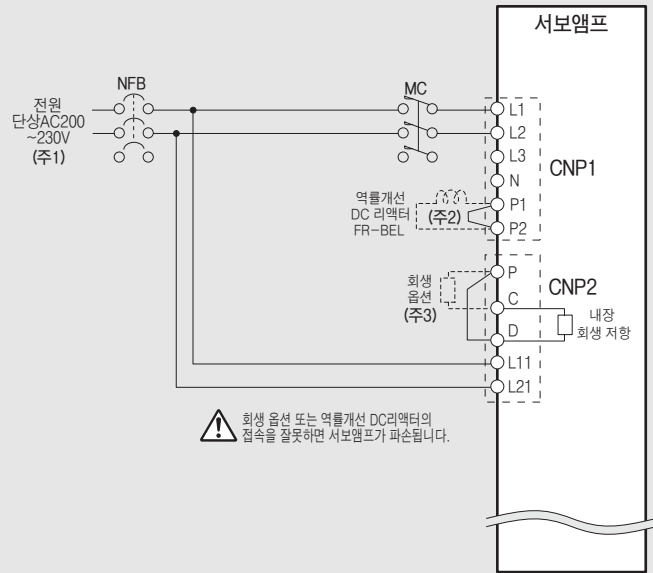 서보앰프
NFB
MC
전원
단상AC200
~230V
(주1)
L1
L2
L3
N
P1
P2
CNP1
역률개선
DC 리액터
FR-BEL
(주2)
P
C
D
L11
L21
CNP2
회생
옵션
(주3)
내장
회생 저항
회생 옵션 또는 역률개선 DC리액터의
접속을 잘못하면 서보앰프가 파손됩니다.